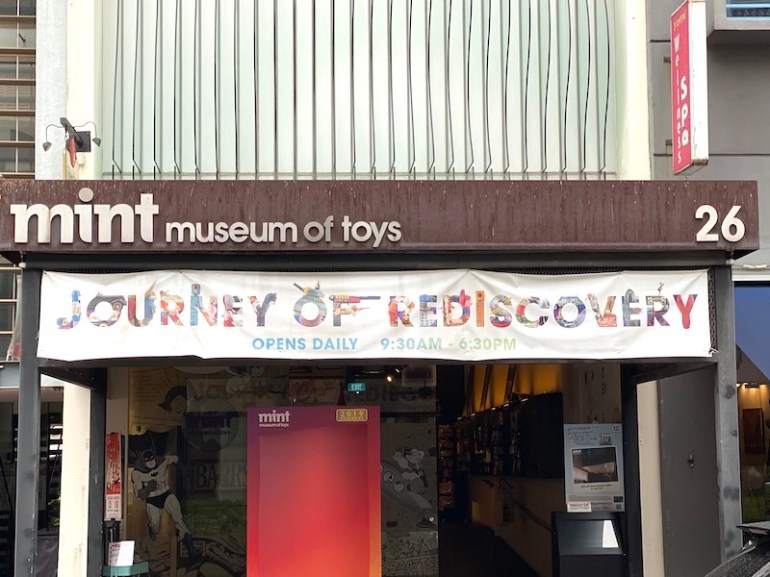 Wellness Spa
mint museum of toys 26
JOURNEY OF REDISCOVERY
OPENS DAILY 9:30AM - 6:30PM
EXIT
mint
museum of toys